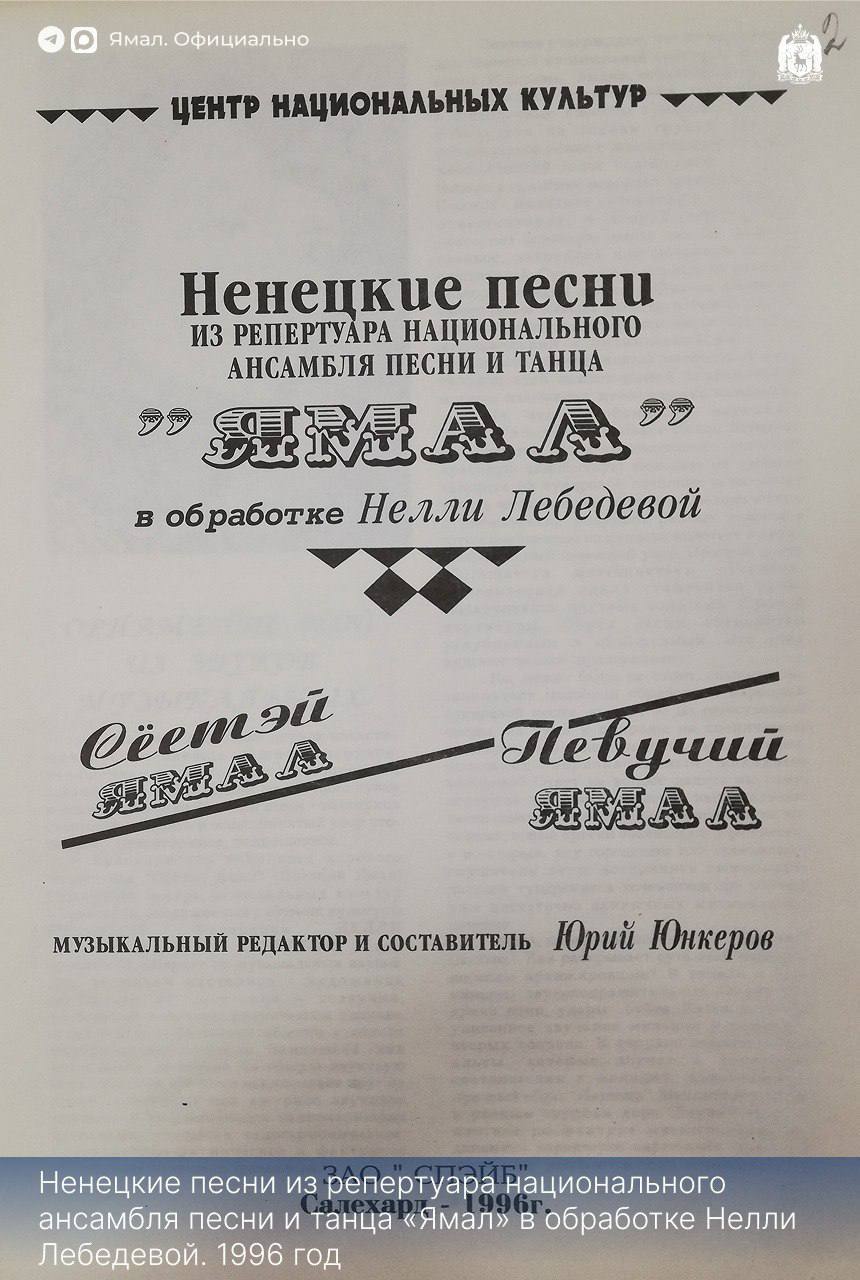 Ямал. Официально
2
ЦЕНТР НАЦИОНАЛЬНЫХ КУЛЬТУР
Ненецкие песни
ИЗ РЕПЕРТУАРА НАЦИОНАЛЬНОГО
АНСАМБЛЯ ПЕСНИ И ТАНЦА
"ЯМАЛ"
в обработке Нелли Лебедевой
Сёетэй
ЯМАЛ
Певучий
ЯМАЛ
МУЗЫКАЛЬНЫЙ РЕДАКТОР И СОСТАВИТЕЛЬ Юрий Юнкеров
ЗАО " СПЭЙБ"
Салехард - 1996г.
Ненецкие песни из репертуара национального
ансамбля песни и танца «Ямал» в обработке Нелли
Лебедевой. 1996 год